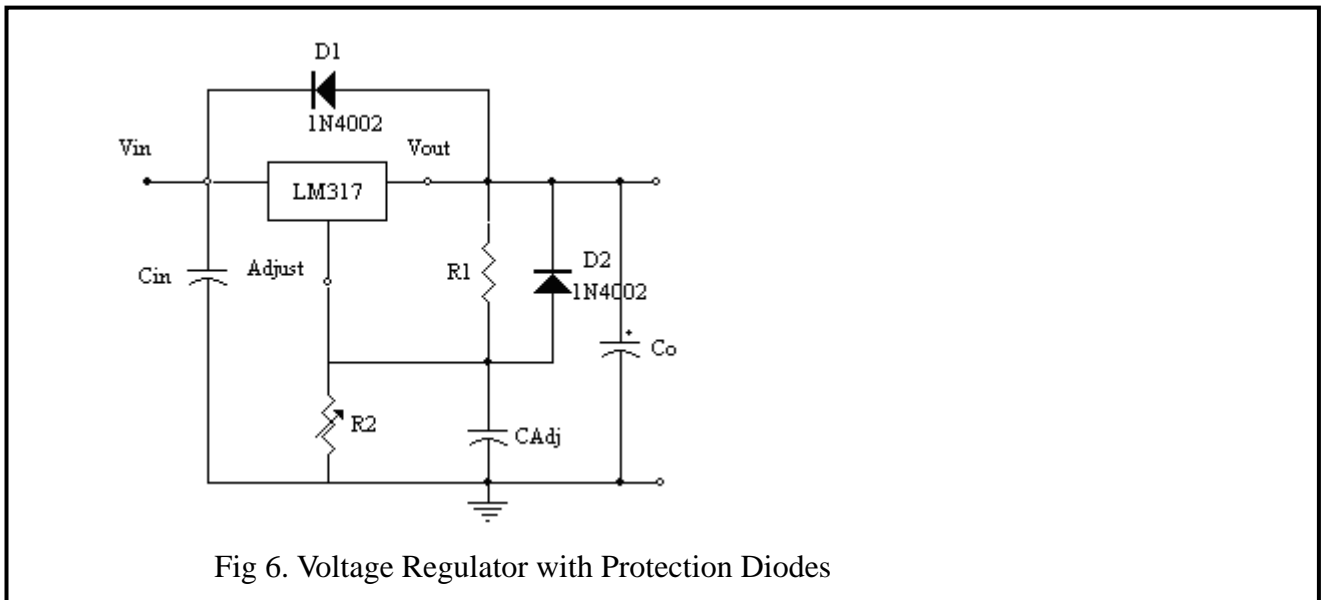 D1
1N4002
Vin
Vout
LM317
Cin
Adjust
R1
D2
1N4002
Co
R2
CAdj
Fig 6. Voltage Regulator with Protection Diodes